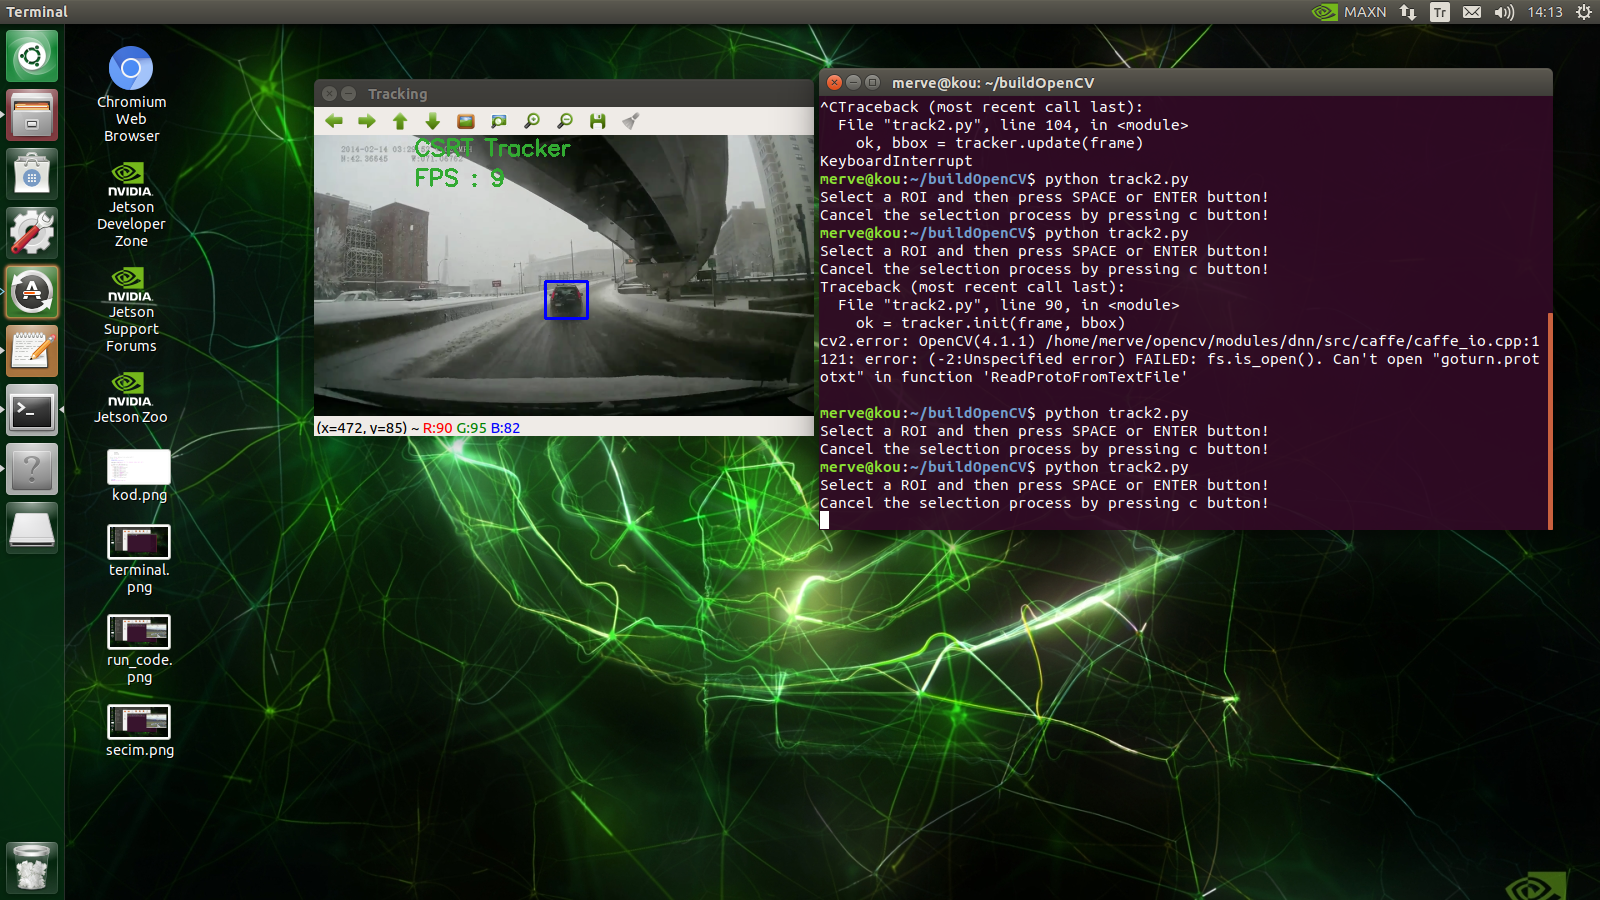 Terminal
MAXN
Tr
14:13
Chromium
Web
Browser
NVIDIA.
Jetson
Developer
Zone
NVIDIA.
Jetson
Support
Forums
NVIDIA.
Jetson Zoo
kod.png
terminal.
png
run_code.
png
secim.png
Tracking
CSRT Tracker
FPS : 9
(x=472, y=85) ~ R:90 G:95 B:82
merve@kou: ~/buildOpenCV
^CTraceback (most recent call last):
  File "track2.py", line 104, in <module>
    ok, bbox = tracker.update(frame)
KeyboardInterrupt
merve@kou:~/buildOpenCV$ python track2.py
Select a ROI and then press SPACE or ENTER button!
Cancel the selection process by pressing c button!
merve@kou:~/buildOpenCV$ python track2.py
Select a ROI and then press SPACE or ENTER button!
Cancel the selection process by pressing c button!
Traceback (most recent call last):
  File "track2.py", line 90, in <module>
    ok = tracker.init(frame, bbox)
cv2.error: OpenCV(4.1.1) /home/merve/opencv/modules/dnn/src/caffe/caffe_io.cpp:1
121: error: (-2:Unspecified error) FAILED: fs.is_open(). Can't open "goturn.prot
otxt" in function 'ReadProtoFromTextFile'
merve@kou:~/buildOpenCV$ python track2.py
Select a ROI and then press SPACE or ENTER button!
Cancel the selection process by pressing c button!
merve@kou:~/buildOpenCV$ python track2.py
Select a ROI and then press SPACE or ENTER button!
Cancel the selection process by pressing c button!